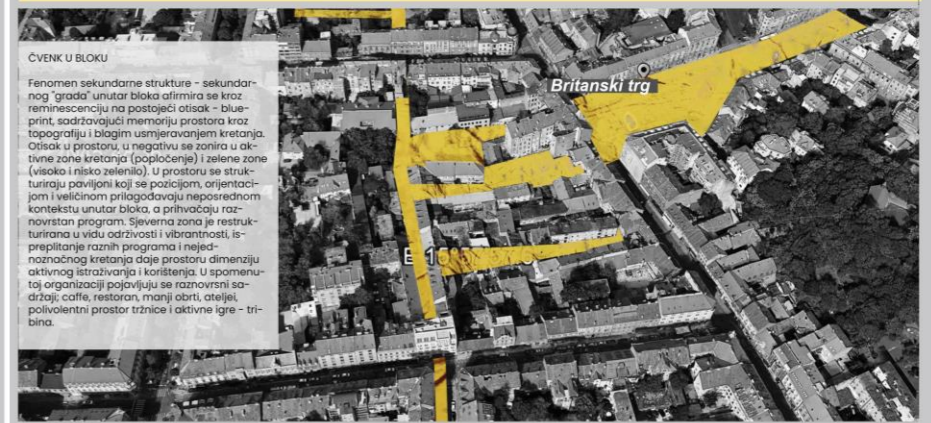 ČVENK U BLOKU
Fenomen sekundarne strukture - sekundar-
nog "grada" unutar bloka afirmira se kroz
reminescenciju na postojeći otisak - blue-
print, sadržavajući memoriju prostora kroz
topografiju i blagim usmjeravanjem kretanja.
Otisak u prostoru, u negativu se zonira u ak-
tivne zone kretanja (popločenje) i zelene zone
(visoko i nisko zelenilo). U prostoru se struk-
turiraju paviljoni koji se pozicijom, orijentaci-
jom i veličinom prilagođavaju neposrednom
kontekstu unutar bloka, a prihvaćaju raz-
novrstan program. Sjeverna zona je restruk-
turirana u vidu održivosti i vibrantnosti, is-
preplitanje raznih programa i nejed-
noznačnog kretanja daje prostoru dimenziju
aktivnog istraživanja i korištenja. U spomenu-
toj organizaciji pojavljuju se raznovrsni sa-
držaji; caffe, restoran, manji obrti, ateljei,
polivolentni prostor tržnice i aktivne igre - tri-
bina.
Britanski trg